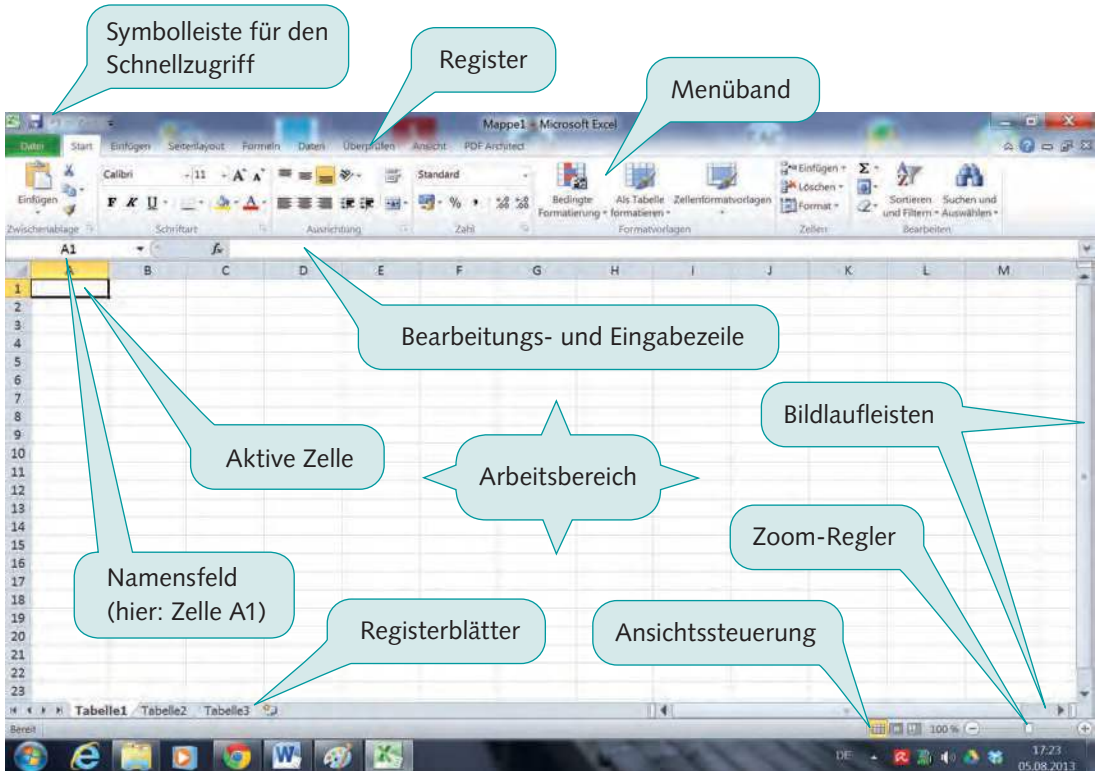 Symbolleiste für den
Schnellzugriff
Register
Menüband
Mappe1 - Microsoft Excel
Datei Start Einfügen Seitenlayout Formeln Daten Überprüfen Ansicht PDF Architect
Einfügen
Calibri 11
F K U
Standard
% 
Bedingte
Formatierung
Als Tabelle
formatieren
Zellenformatvorlagen
Einfügen
Löschen
Format
Σ
Sortieren
und Filtern
Suchen und
Auswählen
Zwischenablage Schriftart Ausrichtung Zahl Formatvorlagen Zellen Bearbeiten
A1 fx
A B C D E F G H I J K L M
1
2
3
4
5
6
7
8
9
10
11
12
13
14
15
16
17
18
19
20
21
22
23
Bearbeitungs- und Eingabezeile
Bildlaufleisten
Aktive Zelle
Arbeitsbereich
Zoom-Regler
Namensfeld
(hier: Zelle A1)
Registerblätter
Ansichtssteuerung
Tabelle1 Tabelle2 Tabelle3
Bereit 100 %
DE 17:23
05.08.2013